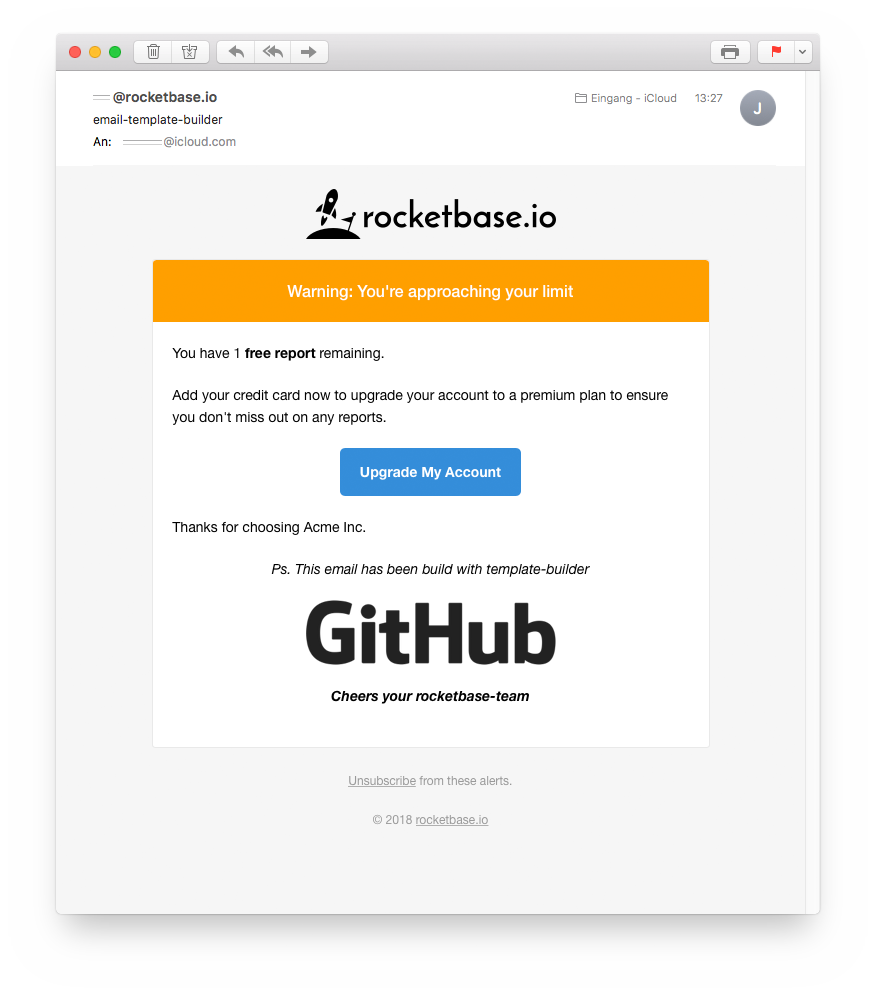 @rocketbase.io
Eingang - iCloud
13:27
J
email-template-builder
An: @icloud.com
rocketbase.io
Warning: You're approaching your limit
You have 1 free report remaining.
Add your credit card now to upgrade your account to a premium plan to ensure
you don't miss out on any reports.
Upgrade My Account
Thanks for choosing Acme Inc.
Ps. This email has been build with template-builder
GitHub
Cheers your rocketbase-team
Unsubscribe from these alerts.
© 2018 rocketbase.io